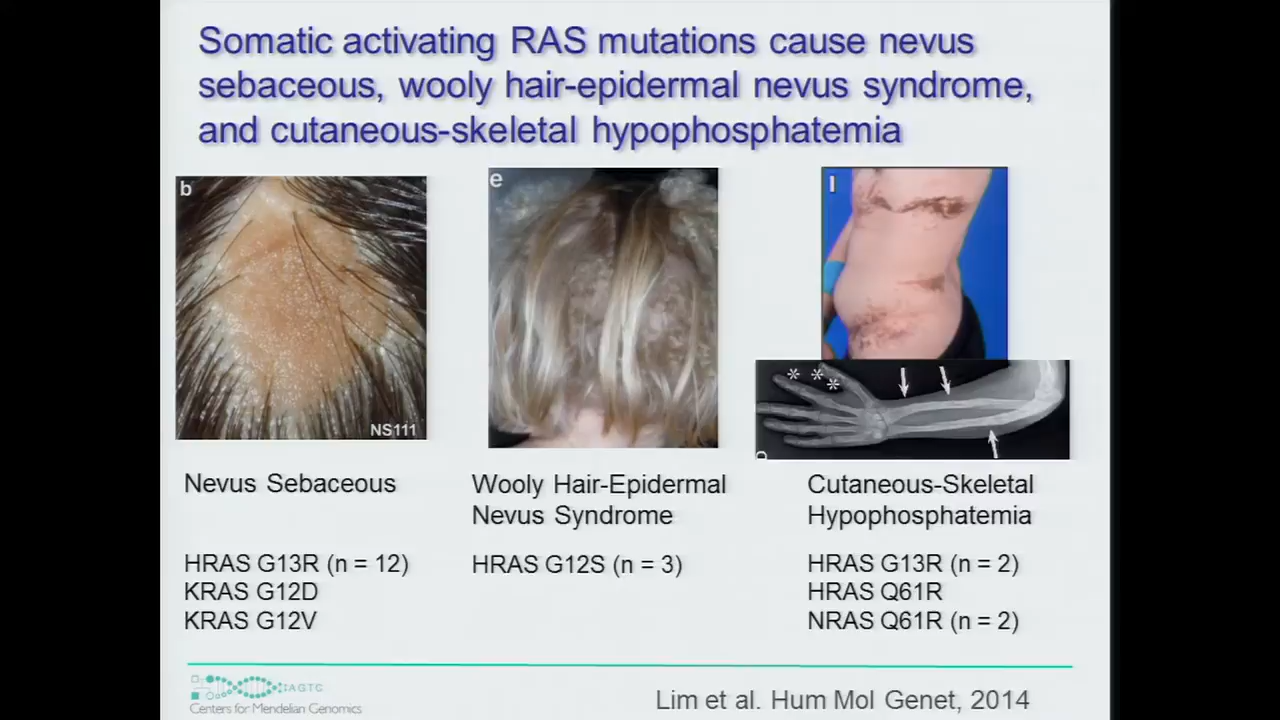 Somatic activating RAS mutations cause nevus
sebaceous, wooly hair-epidermal nevus syndrome,
and cutaneous-skeletal hypophosphatemia
b
e
l
NS111
* * *
Nevus Sebaceous
Wooly Hair-Epidermal
Nevus Syndrome
Cutaneous-Skeletal
Hypophosphatemia
HRAS G13R (n = 12)
KRAS G12D
KRAS G12V
HRAS G12S (n = 3)
HRAS G13R (n = 2)
HRAS Q61R
NRAS Q61R (n = 2)
Centers for Mendelian Genomics
Lim et al. Hum Mol Genet, 2014